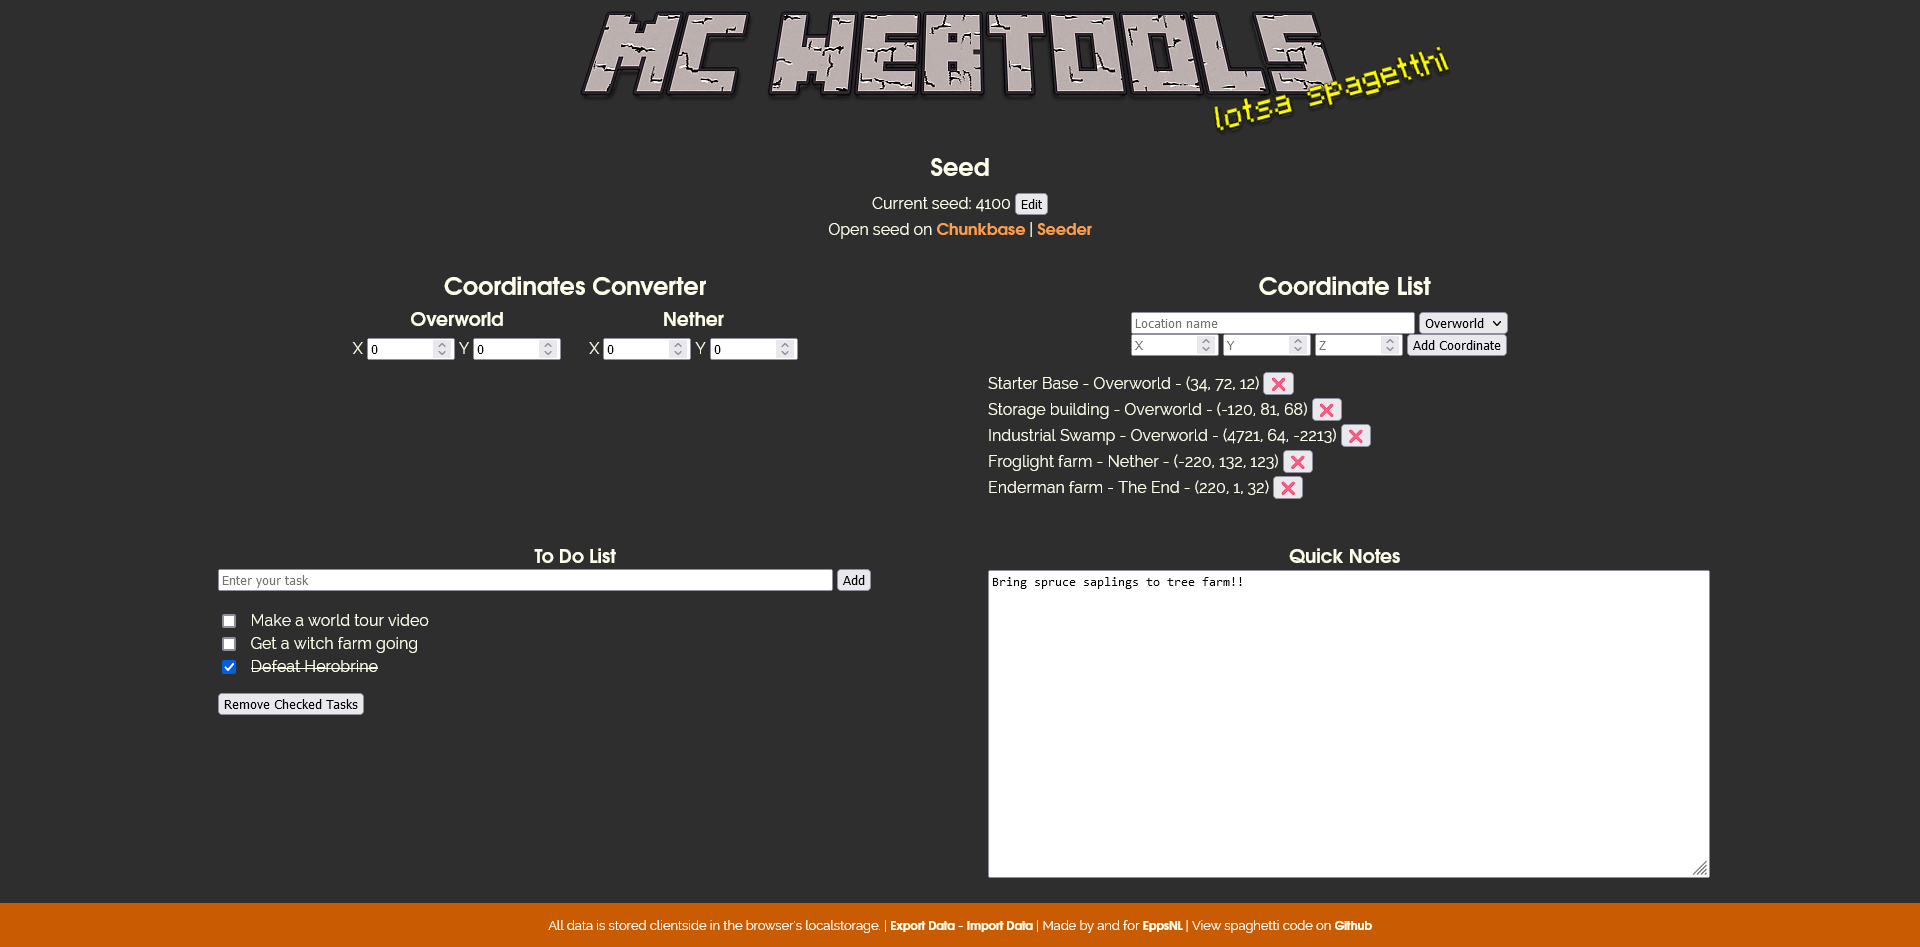 MC WEBTOOLS
lotsa spagetthi
Seed
Current seed: 4100 Edit
Open seed on Chunkbase | Seeder
Coordinates Converter
Overworld Nether
X 0 Y 0 X 0 Y 0
Coordinate List
Location name Overworld
X Y Z Add Coordinate
Starter Base - Overworld - (34, 72, 12)
Storage building - Overworld - (-120, 81, 68)
Industrial Swamp - Overworld - (4721, 64, -2213)
Froglight farm - Nether - (-220, 132, 123)
Enderman farm - The End - (220, 1, 32)
To Do List
Enter your task Add
Make a world tour video
Get a witch farm going
Defeat Herobrine
Remove Checked Tasks
Quick Notes
Bring spruce saplings to tree farm!!
All data is stored clientside in the browser's localstorage. | Export Data - Import Data | Made by and for EppsNL | View spaghetti code on Github